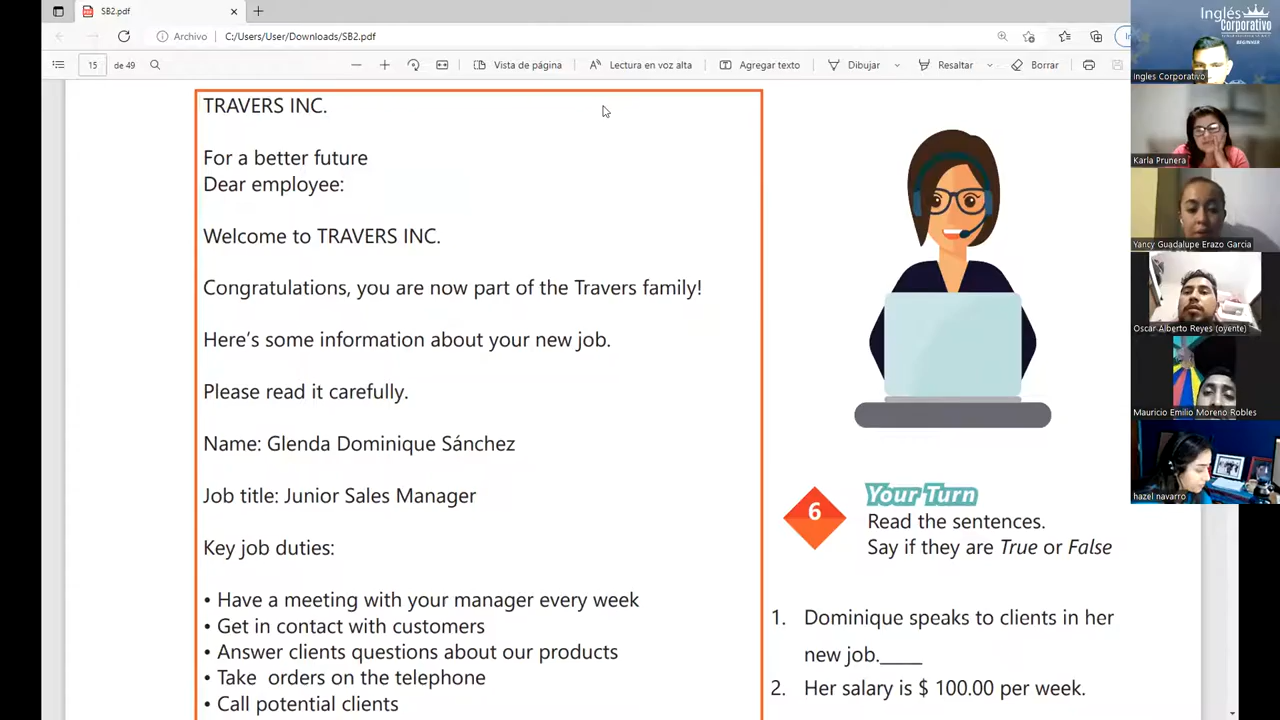 SB2.pdf
Archivo
C:/Users/User/Downloads/SB2.pdf
15
de 49
Vista de página
Lectura en voz alta
Agregar texto
Dibujar
Resaltar
Borrar
TRAVERS INC.
For a better future
Dear employee:
Welcome to TRAVERS INC.
Congratulations, you are now part of the Travers family!
Here's some information about your new job.
Please read it carefully.
Name: Glenda Dominique Sánchez
Job title: Junior Sales Manager
Key job duties:
• Have a meeting with your manager every week
• Get in contact with customers
• Answer clients questions about our products
• Take orders on the telephone
• Call potential clients
6
Your Turn
Read the sentences.
Say if they are True or False
1. Dominique speaks to clients in her
new job.____
2. Her salary is $ 100.00 per week.
Inglés
Corporativo
BEGINNER
Ingles Corporativo
Karla Prunera
Yancy Guadalupe Erazo Garcia
Oscar Alberto Reyes (oyente)
Mauricio Emilio Moreno Robles
hazel navarro